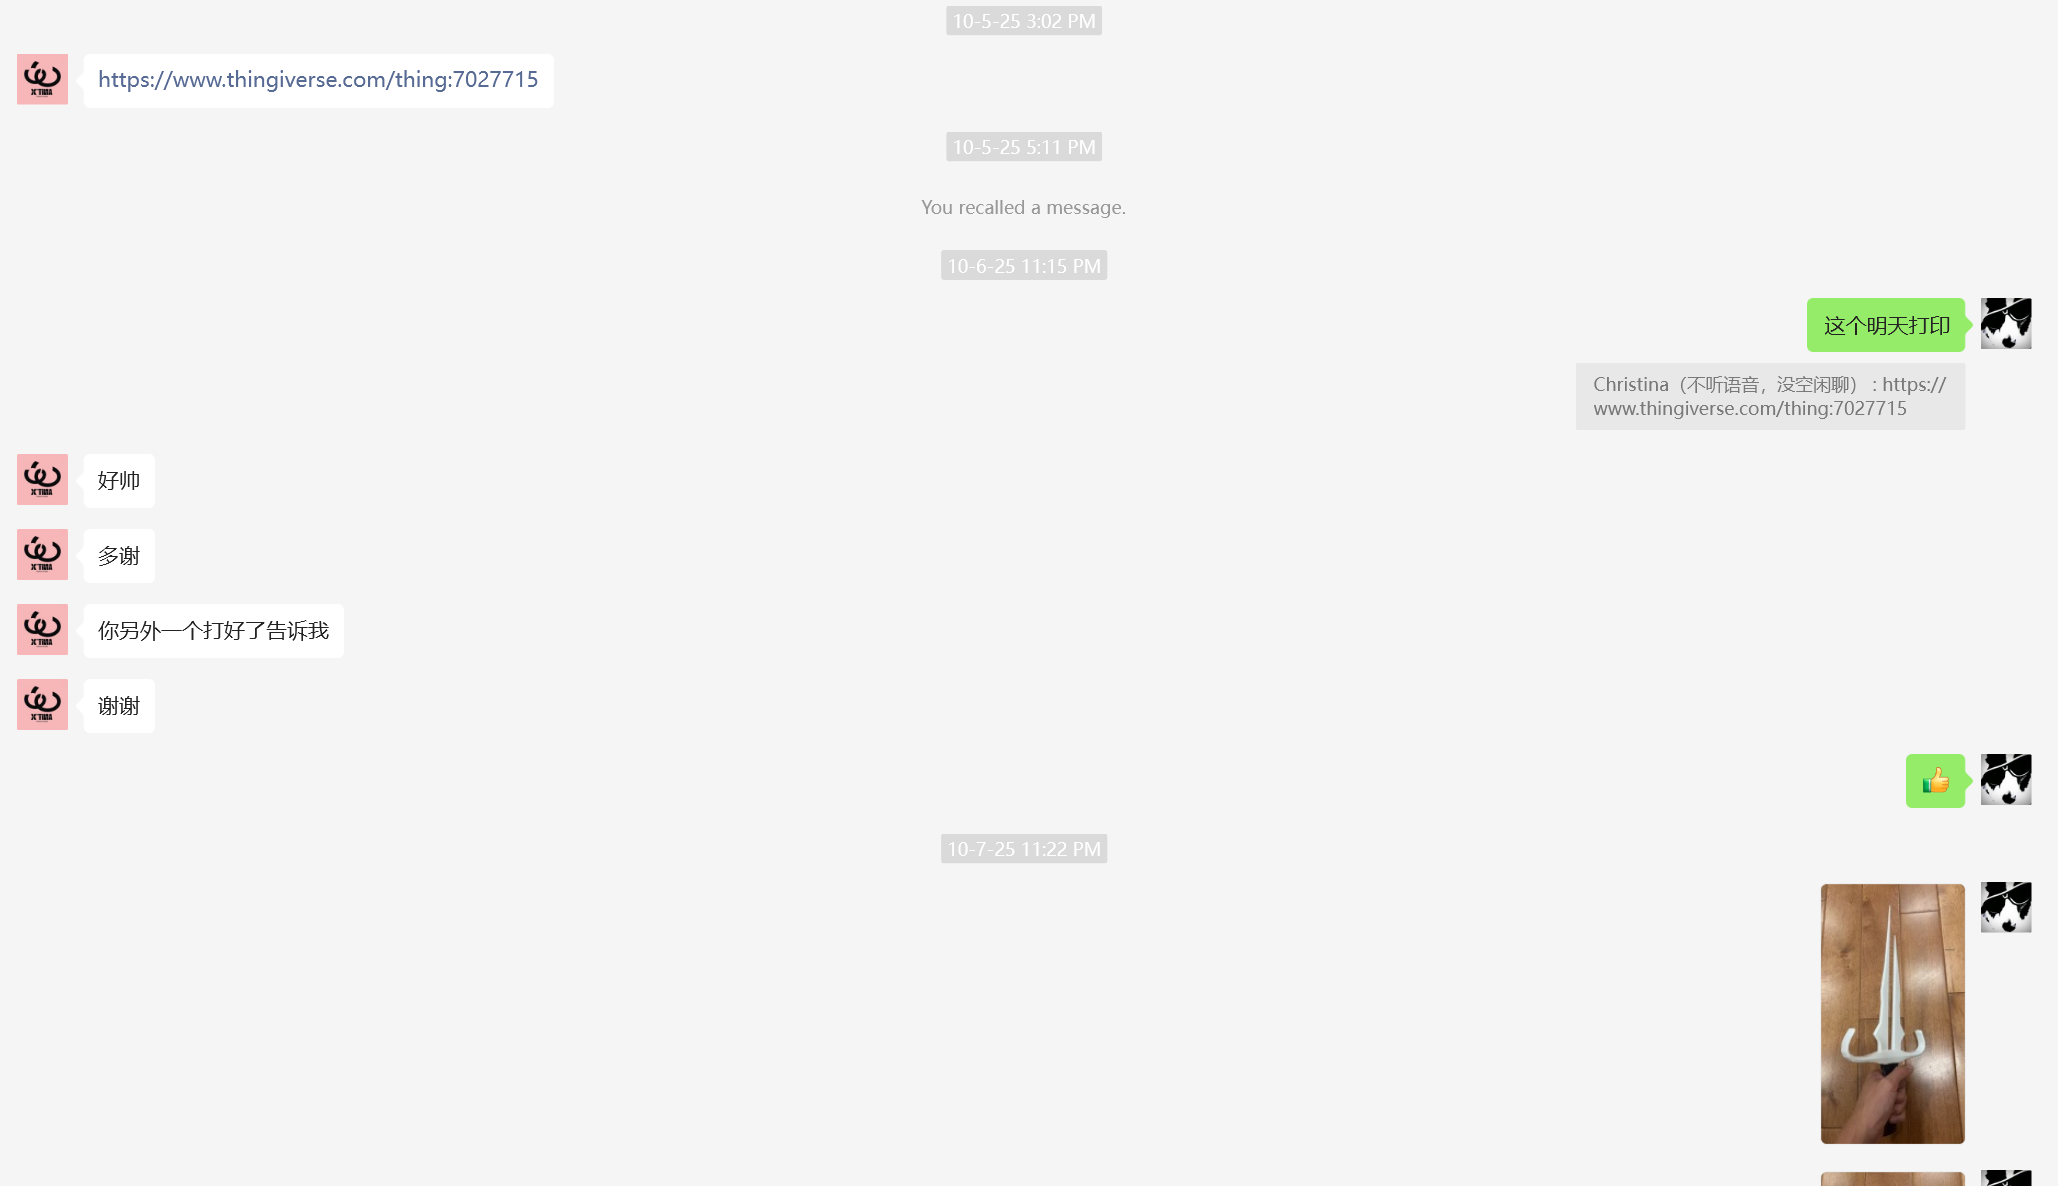 10-5-25 3:02 PM
https://www.thingiverse.com/thing:7027715
10-5-25 5:11 PM
You recalled a message.
10-6-25 11:15 PM
这个明天打印
Christina（不听语音，没空闲聊）: https://
www.thingiverse.com/thing:7027715
好帅
多谢
你另外一个打好了告诉我
谢谢
10-7-25 11:22 PM